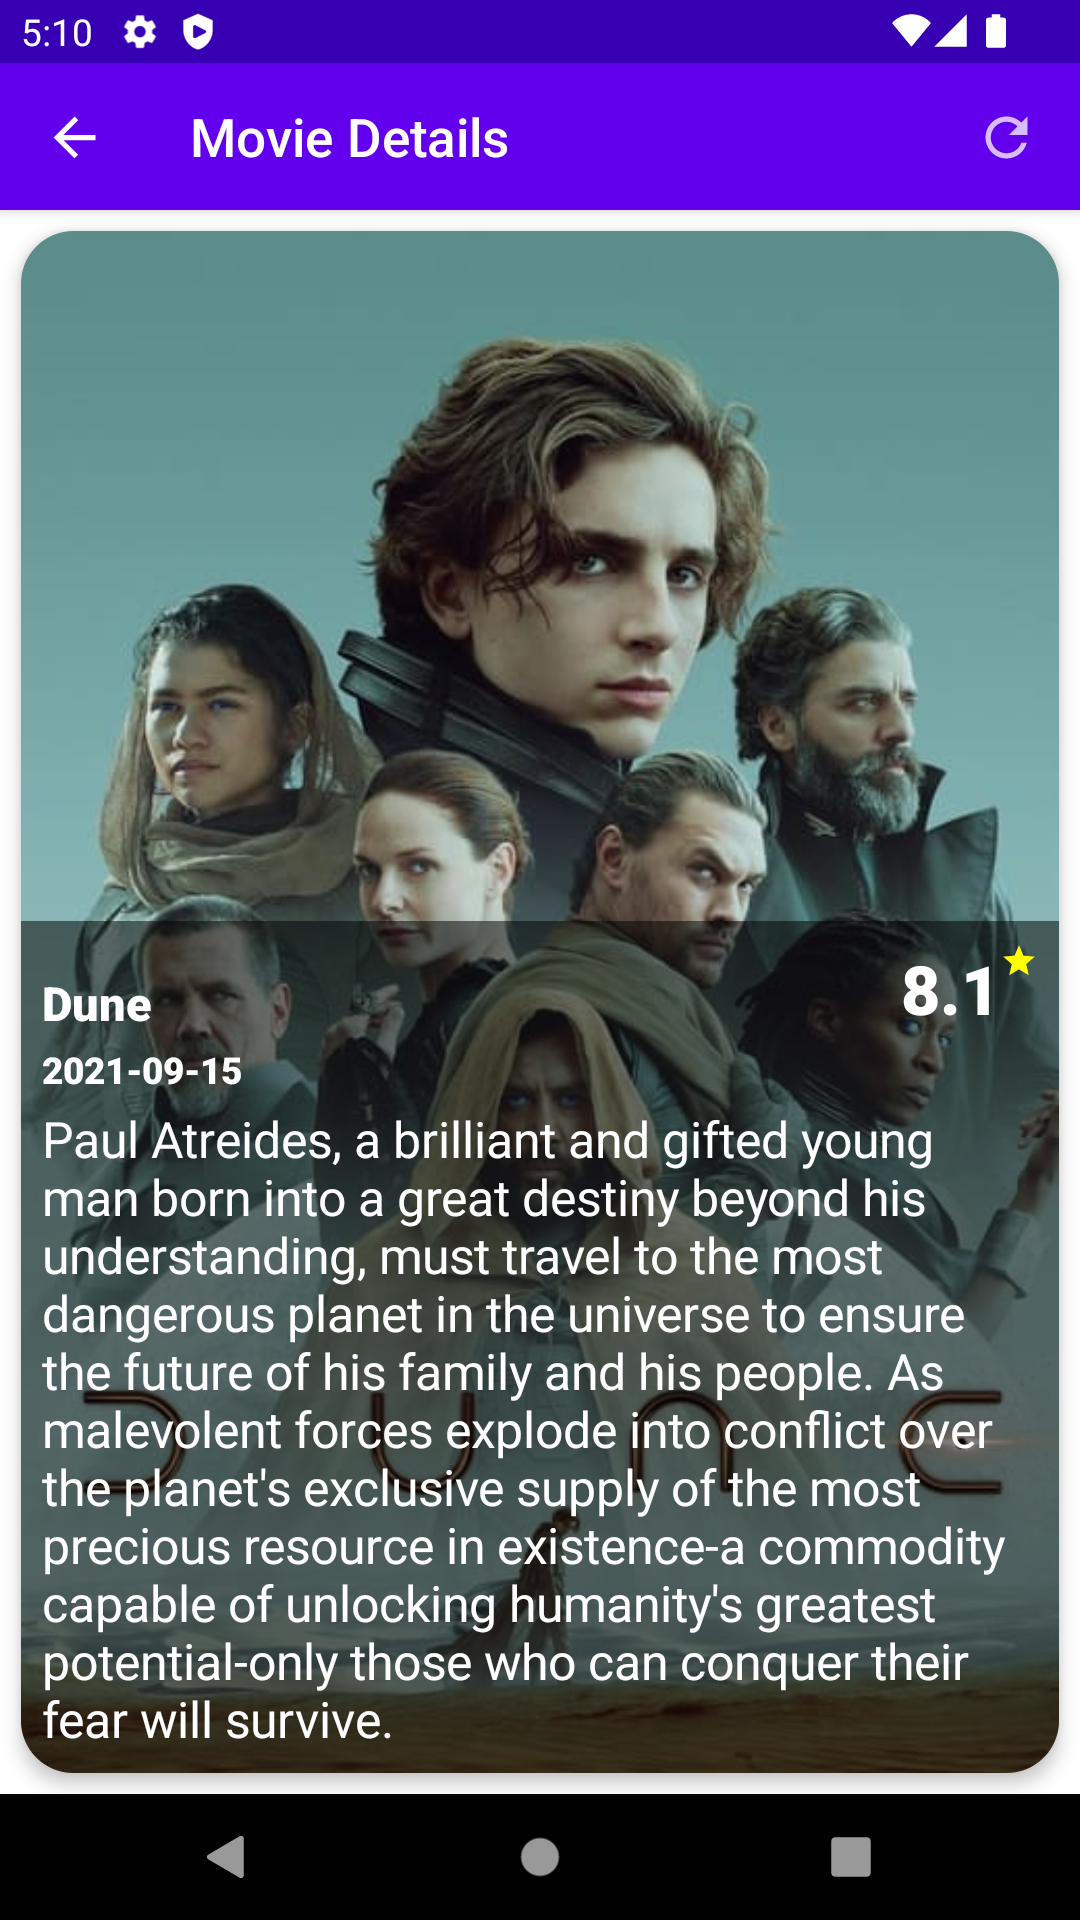 5:10
Movie Details
8.1
Dune
2021-09-15
Paul Atreides, a brilliant and gifted young
man born into a great destiny beyond his
understanding, must travel to the most
dangerous planet in the universe to ensure
the future of his family and his people. As
malevolent forces explode into conflict over
the planet's exclusive supply of the most
precious resource in existence-a commodity
capable of unlocking humanity's greatest
potential-only those who can conquer their
fear will survive.
DUNE